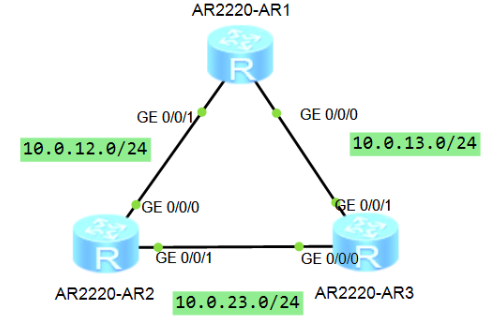 AR2220-AR1
R
GE 0/0/1
GE 0/0/0
10.0.12.0/24
10.0.13.0/24
GE 0/0/0
GE 0/0/1
R
GE 0/0/1
GE 0/0/0
R
AR2220-AR2
10.0.23.0/24
AR2220-AR3